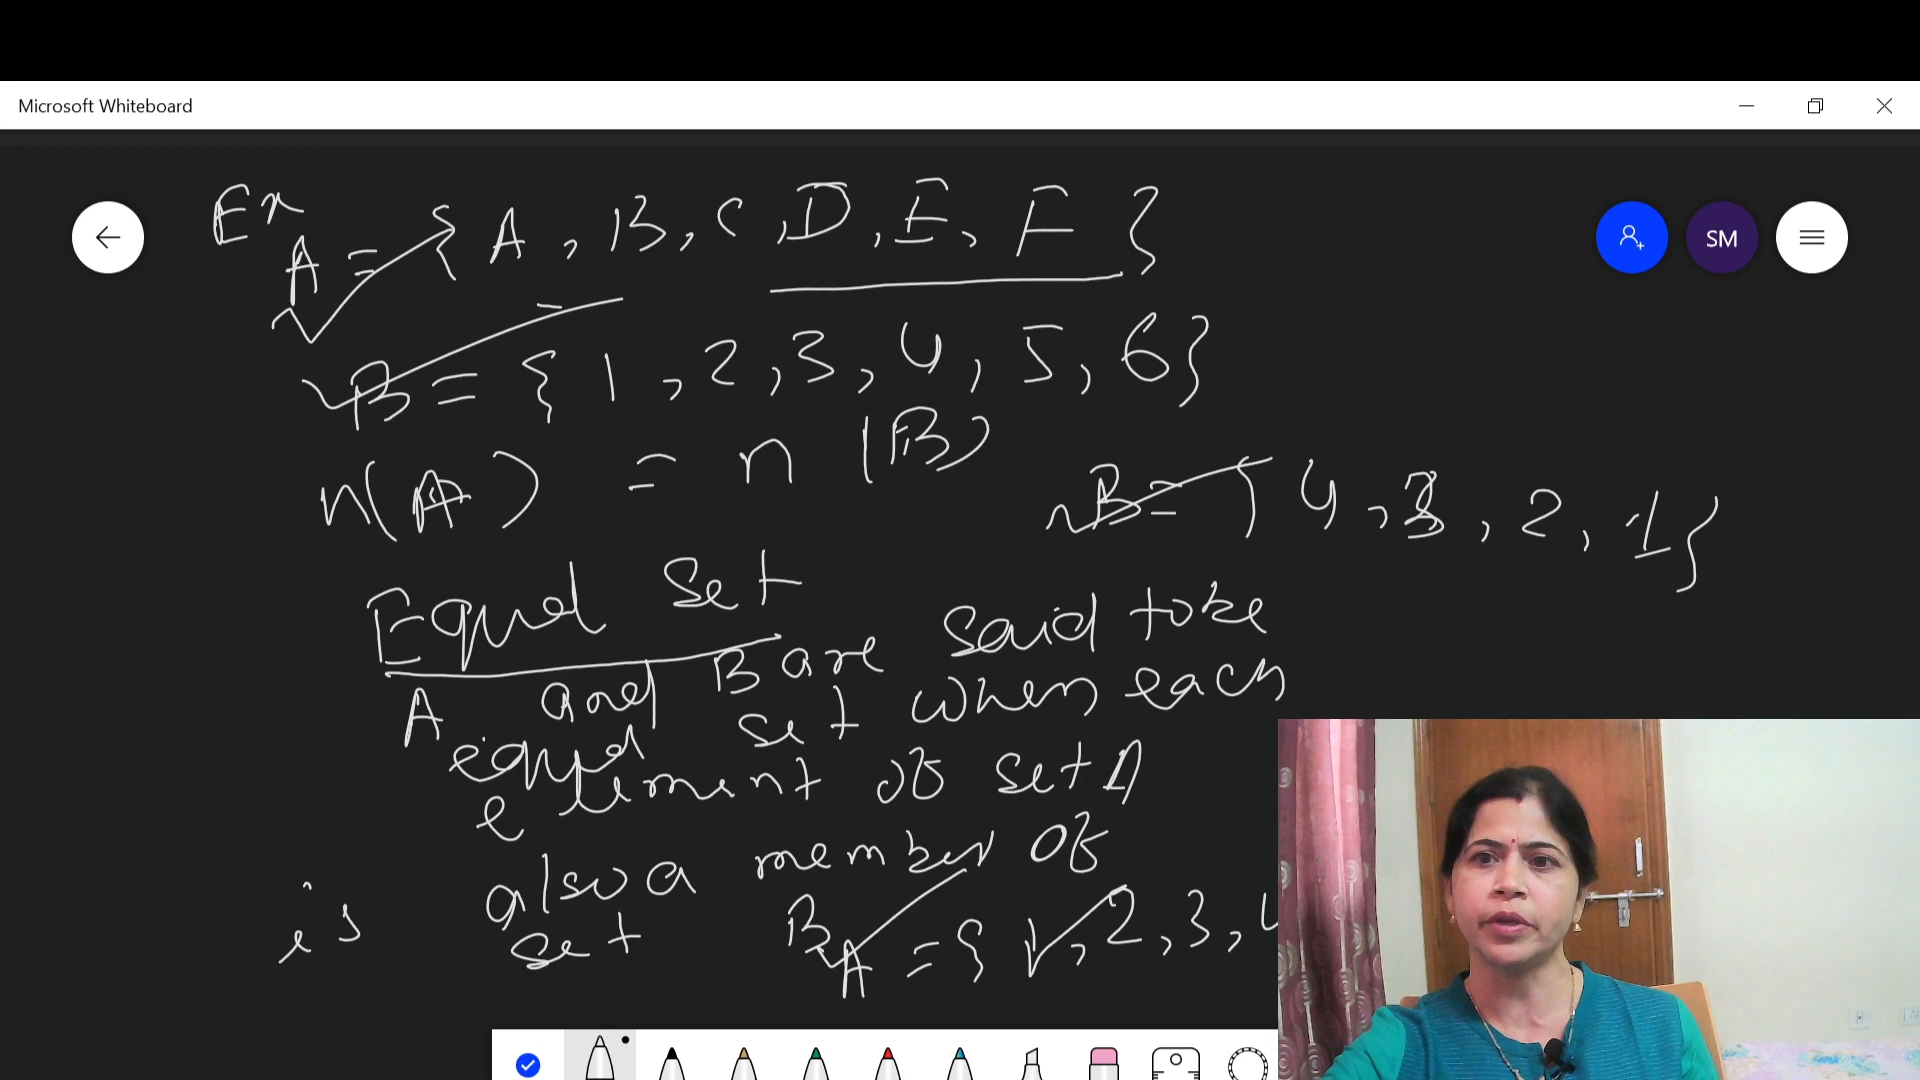 Microsoft Whiteboard
Ex
A = { A , B , C , D , E , F }
B = { 1 , 2 , 3 , 4 , 5 , 6 }
n(A) = n (B)
B = { 4 , 3 , 2 , 1 }
Equal Set
A and B are said to be
equal set when each
element of set A
is also a member of
set B
A = { 1 , 2 , 3 , 4
SM